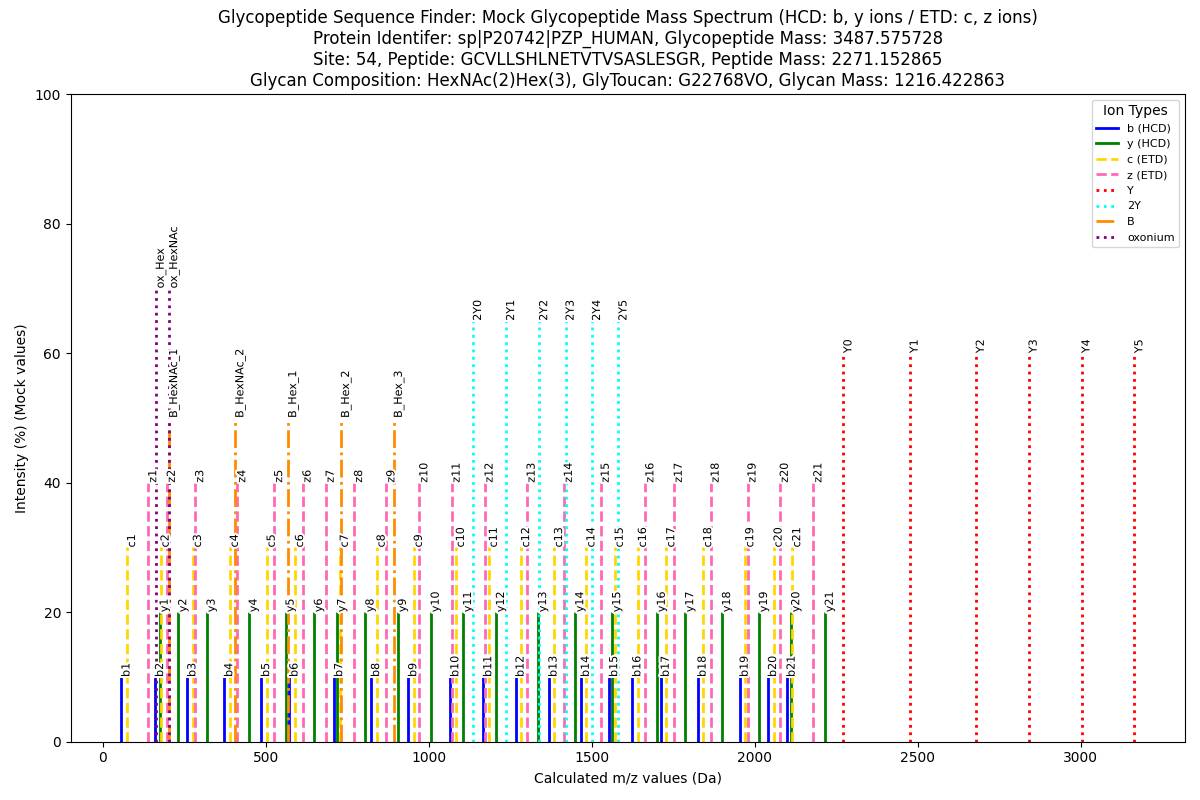 Glycopeptide Sequence Finder: Mock Glycopeptide Mass Spectrum (HCD: b, y ions / ETD: c, z ions)
Protein Identifer: sp|P20742|PZP_HUMAN, Glycopeptide Mass: 3487.575728
Site: 54, Peptide: GCVLLSHLNETVTVSASLESGR, Peptide Mass: 2271.152865
Glycan Composition: HexNAc(2)Hex(3), GlyToucan: G22768VO, Glycan Mass: 1216.422863
Intensity (%) (Mock values)
100
80
60
40
20
0
Ion Types
b (HCD)
y (HCD)
c (ETD)
z (ETD)
Y
2Y
B
oxonium
ox_Hex
ox_HexNAc
2Y0
2Y1
2Y2
2Y3
2Y4
2Y5
Y0
Y1
Y2
Y3
Y4
Y5
B_HexNAc_1
B_HexNAc_2
B_Hex_1
B_Hex_2
B_Hex_3
z1
z2
z3
z4
z5
z6
z7
z8
z9
z10
z11
z12
z13
z14
z15
z16
z17
z18
z19
z20
z21
c1
c2
c3
c4
c5
c6
c7
c8
c9
c10
c11
c12
c13
c14
c15
c16
c17
c18
c19
c20
c21
y1
y2
y3
y4
y5
y6
y7
y8
y9
y10
y11
y12
y13
y14
y15
y16
y17
y18
y19
y20
y21
b1
b2
b3
b4
b5
b6
b7
b8
b9
b10
b11
b12
b13
b14
b15
b16
b17
b18
b19
b20
b21
0
500
1000
1500
2000
2500
3000
Calculated m/z values (Da)